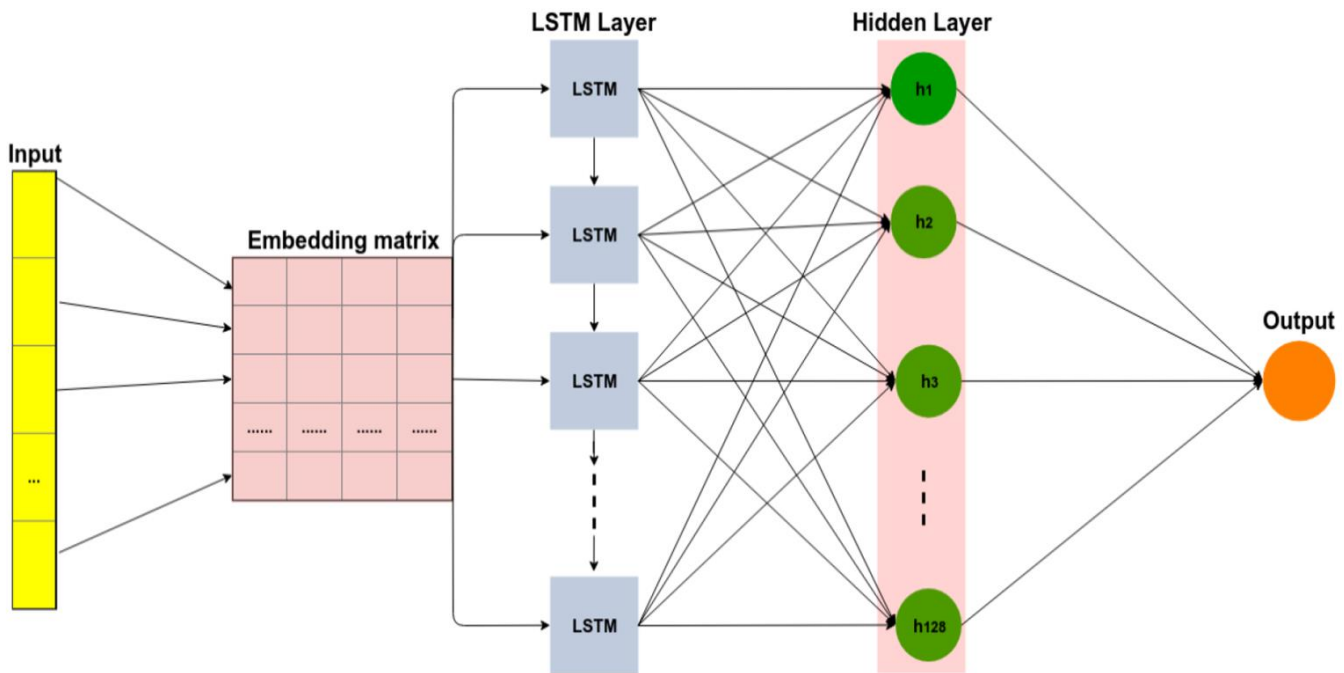 LSTM Layer
Hidden Layer
Input
Embedding matrix
...
...... ...... ...... ......
LSTM
LSTM
LSTM
LSTM
h1
h2
h3
h128
Output